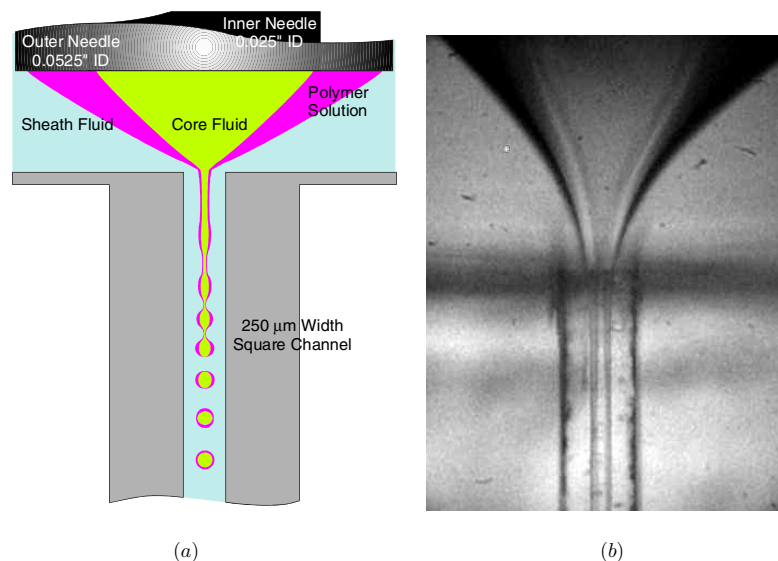 Inner Needle
0.025" ID
Outer Needle
0.0525" ID
Polymer
Solution
Sheath Fluid
Core Fluid
250 μm Width
Square Channel
(a)
(b)